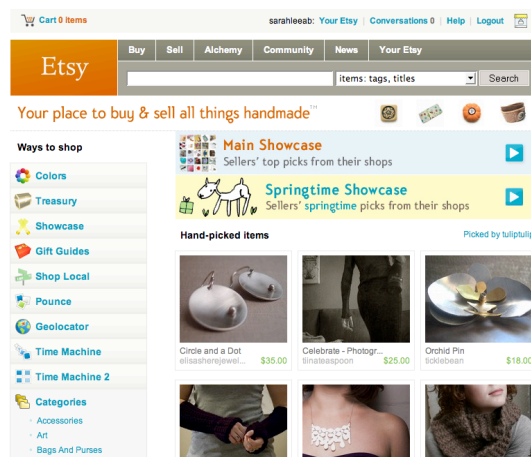 Cart 0 items
sarahleeab: Your Etsy | Conversations 0 | Help | Logout
Etsy
Buy Sell Alchemy Community News Your Etsy
items: tags, titles Search
Your place to buy & sell all things handmade™
Ways to shop
Colors
Treasury
Showcase
Gift Guides
Shop Local
Pounce
Geolocator
Time Machine
Time Machine 2
Categories
Accessories
Art
Bags And Purses
Main Showcase
Sellers' top picks from their shops
Springtime Showcase
Sellers' springtime picks from their shops
Hand-picked items
Picked by tuliptulip
Circle and a Dot
elisasherejewel... $35.00
Celebrate - Photogr...
tiinateaspoon $25.00
Orchid Pin
ticklebean $18.00